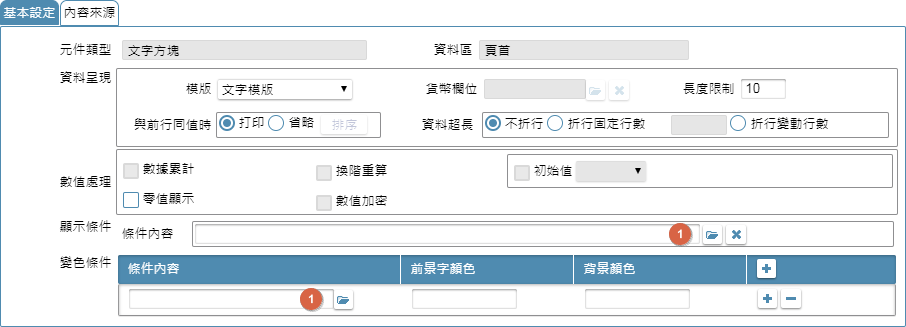 基本設定 內容來源
元件類型 文字方塊 資料區 頁首
資料呈現
模版 文字模版 貨幣欄位 長度限制 10
與前行同值時 打印 省略 排序 資料超長 不折行 折行固定行數 折行變動行數
數值處理
數據累計 換階重算 初始值
零值顯示 數值加密
顯示條件 條件內容 1
變色條件
條件內容 前景字顏色 背景顏色
1